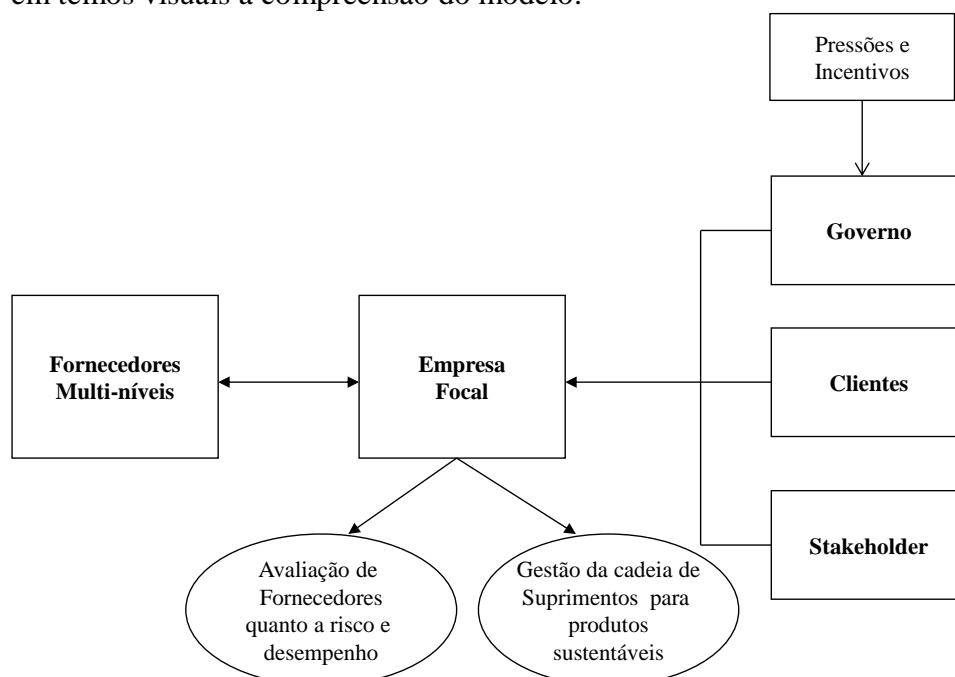 em temos visuais a compreensão do modelo.
Pressões e
Incentivos
Governo
Fornecedores
Multi-níveis
Empresa
Focal
Clientes
Stakeholder
Avaliação de
Fornecedores
quanto a risco e
desempenho
Gestão da cadeia de
Suprimentos para
produtos
sustentáveis